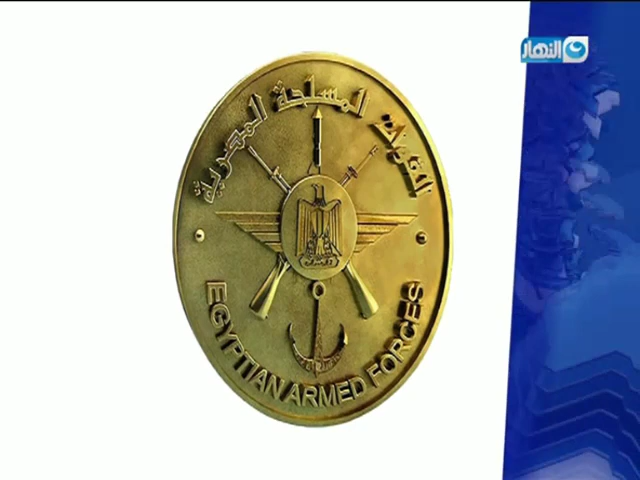 النهار
القوات المسلحة المصرية
EGYPTIAN ARMED FORCES